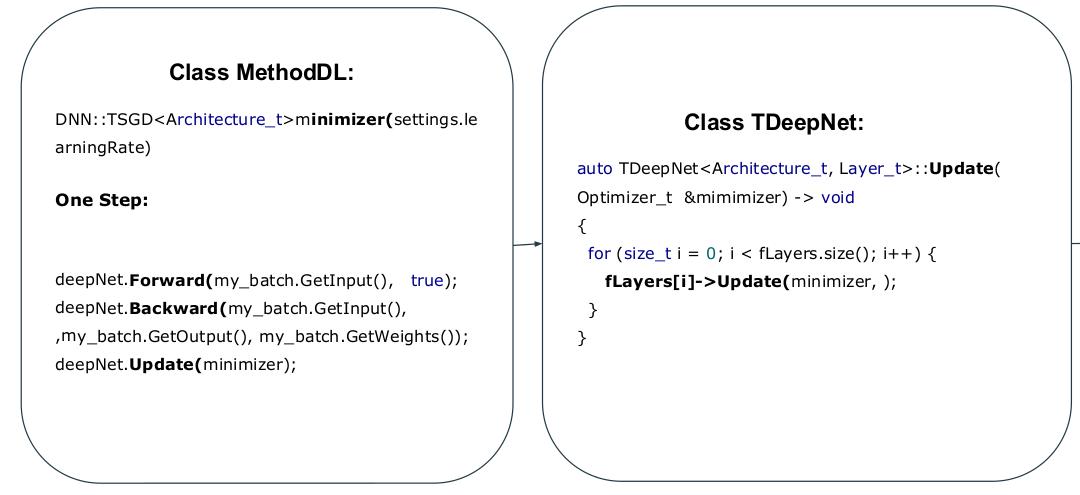 Class MethodDL:
DNN::TSGD<Architecture_t>minimizer(settings.le
arningRate)
One Step:
deepNet.Forward(my_batch.GetInput(), true);
deepNet.Backward(my_batch.GetInput(),
,my_batch.GetOutput(), my_batch.GetWeights());
deepNet.Update(minimizer);
Class TDeepNet:
auto TDeepNet<Architecture_t, Layer_t>::Update(
Optimizer_t &mimimizer) -> void
{
for (size_t i = 0; i < fLayers.size(); i++) {
fLayers[i]->Update(minimizer, );
}
}